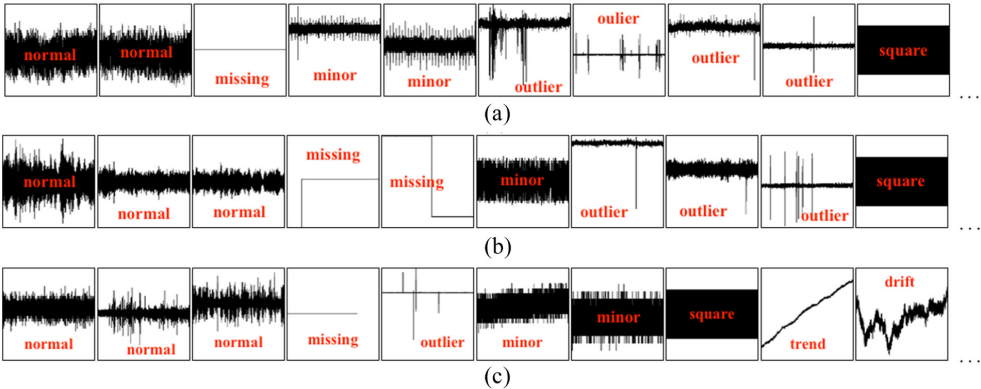 normal normal missing minor minor outlier oulier outlier outlier square ...
(a)
normal normal normal missing missing minor outlier outlier outlier square ...
(b)
normal normal normal missing outlier minor minor square trend drift ...
(c)